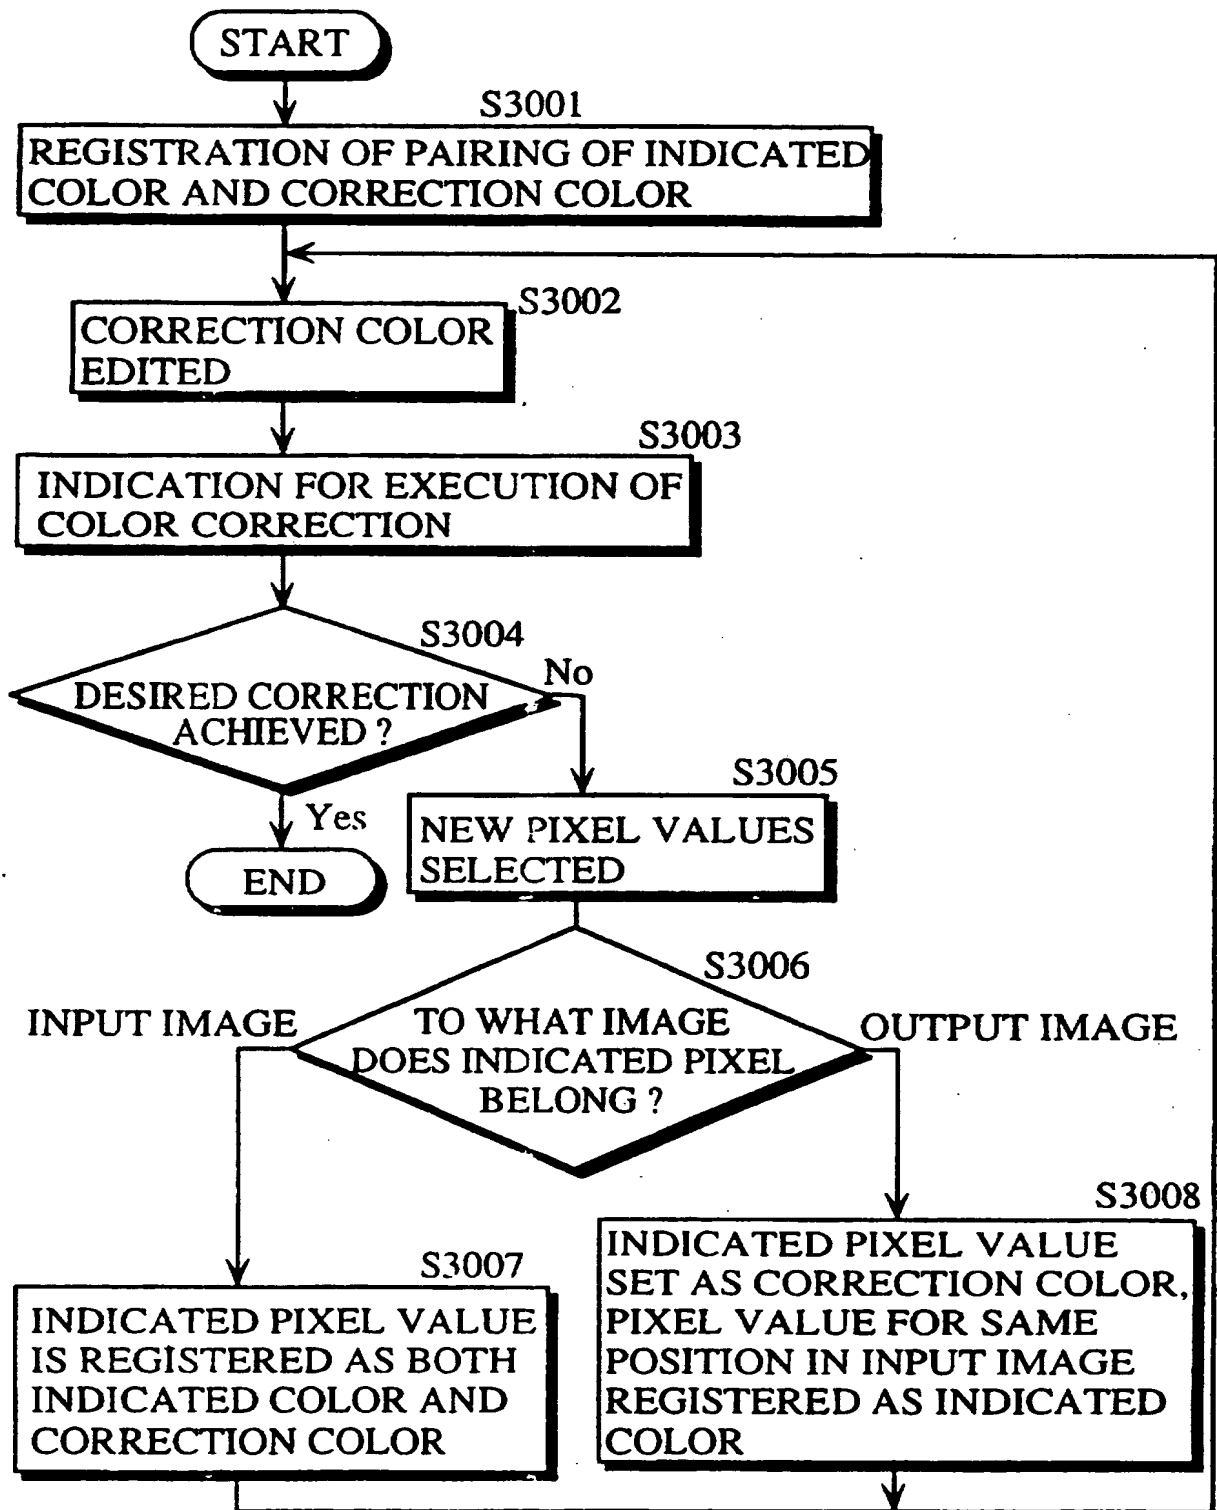 START
S3001
REGISTRATION OF PAIRING OF INDICATED
COLOR AND CORRECTION COLOR
S3002
CORRECTION COLOR
EDITED
S3003
INDICATION FOR EXECUTION OF
COLOR CORRECTION
S3004
DESIRED CORRECTION
ACHIEVED ?
No
Yes
END
S3005
NEW PIXEL VALUES
SELECTED
S3006
TO WHAT IMAGE
DOES INDICATED PIXEL
BELONG ?
INPUT IMAGE
OUTPUT IMAGE
S3007
INDICATED PIXEL VALUE
IS REGISTERED AS BOTH
INDICATED COLOR AND
CORRECTION COLOR
S3008
INDICATED PIXEL VALUE
SET AS CORRECTION COLOR,
PIXEL VALUE FOR SAME
POSITION IN INPUT IMAGE
REGISTERED AS INDICATED
COLOR